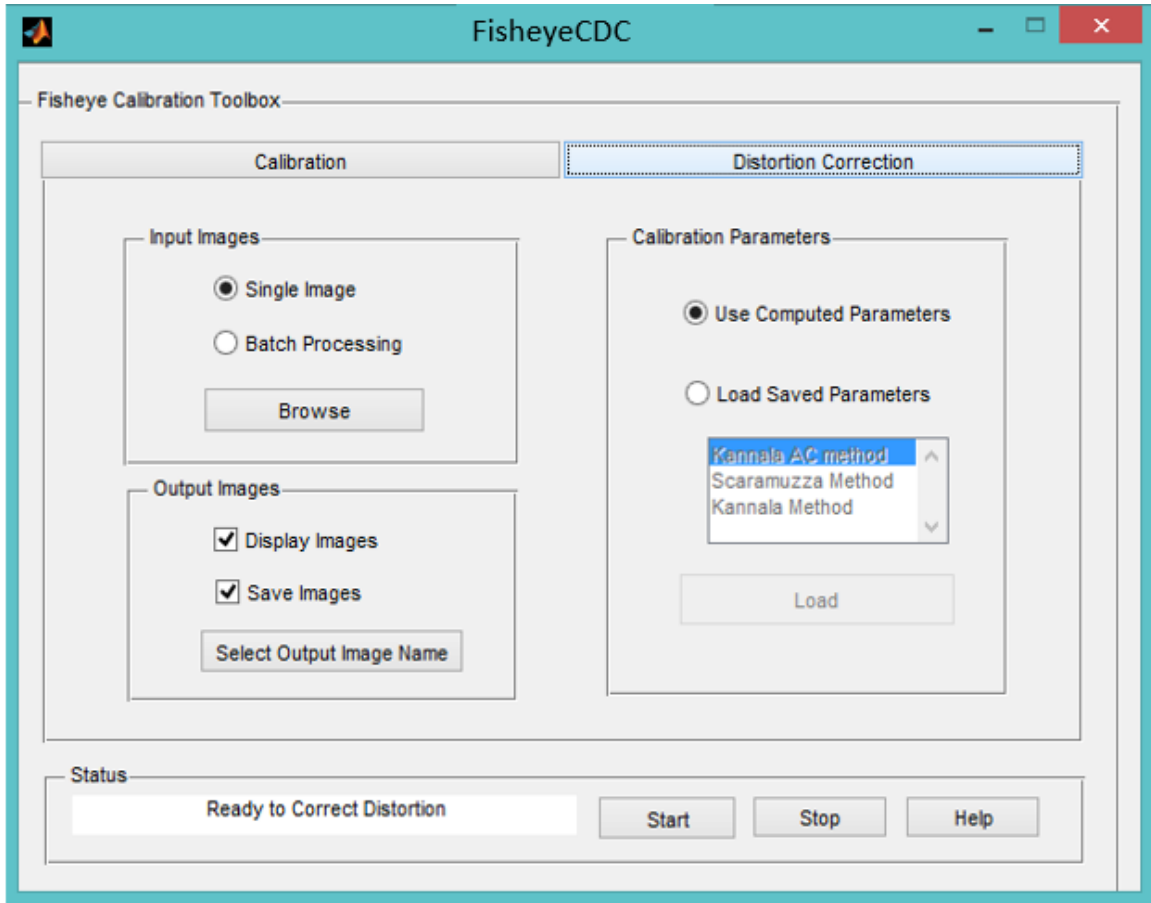 FisheyeCDC
Fisheye Calibration Toolbox
Calibration
Distortion Correction
Input Images
Single Image
Batch Processing
Browse
Output Images
Display Images
Save Images
Select Output Image Name
Calibration Parameters
Use Computed Parameters
Load Saved Parameters
Kannala AC method
Scaramuzza Method
Kannala Method
Load
Status
Ready to Correct Distortion
Start
Stop
Help